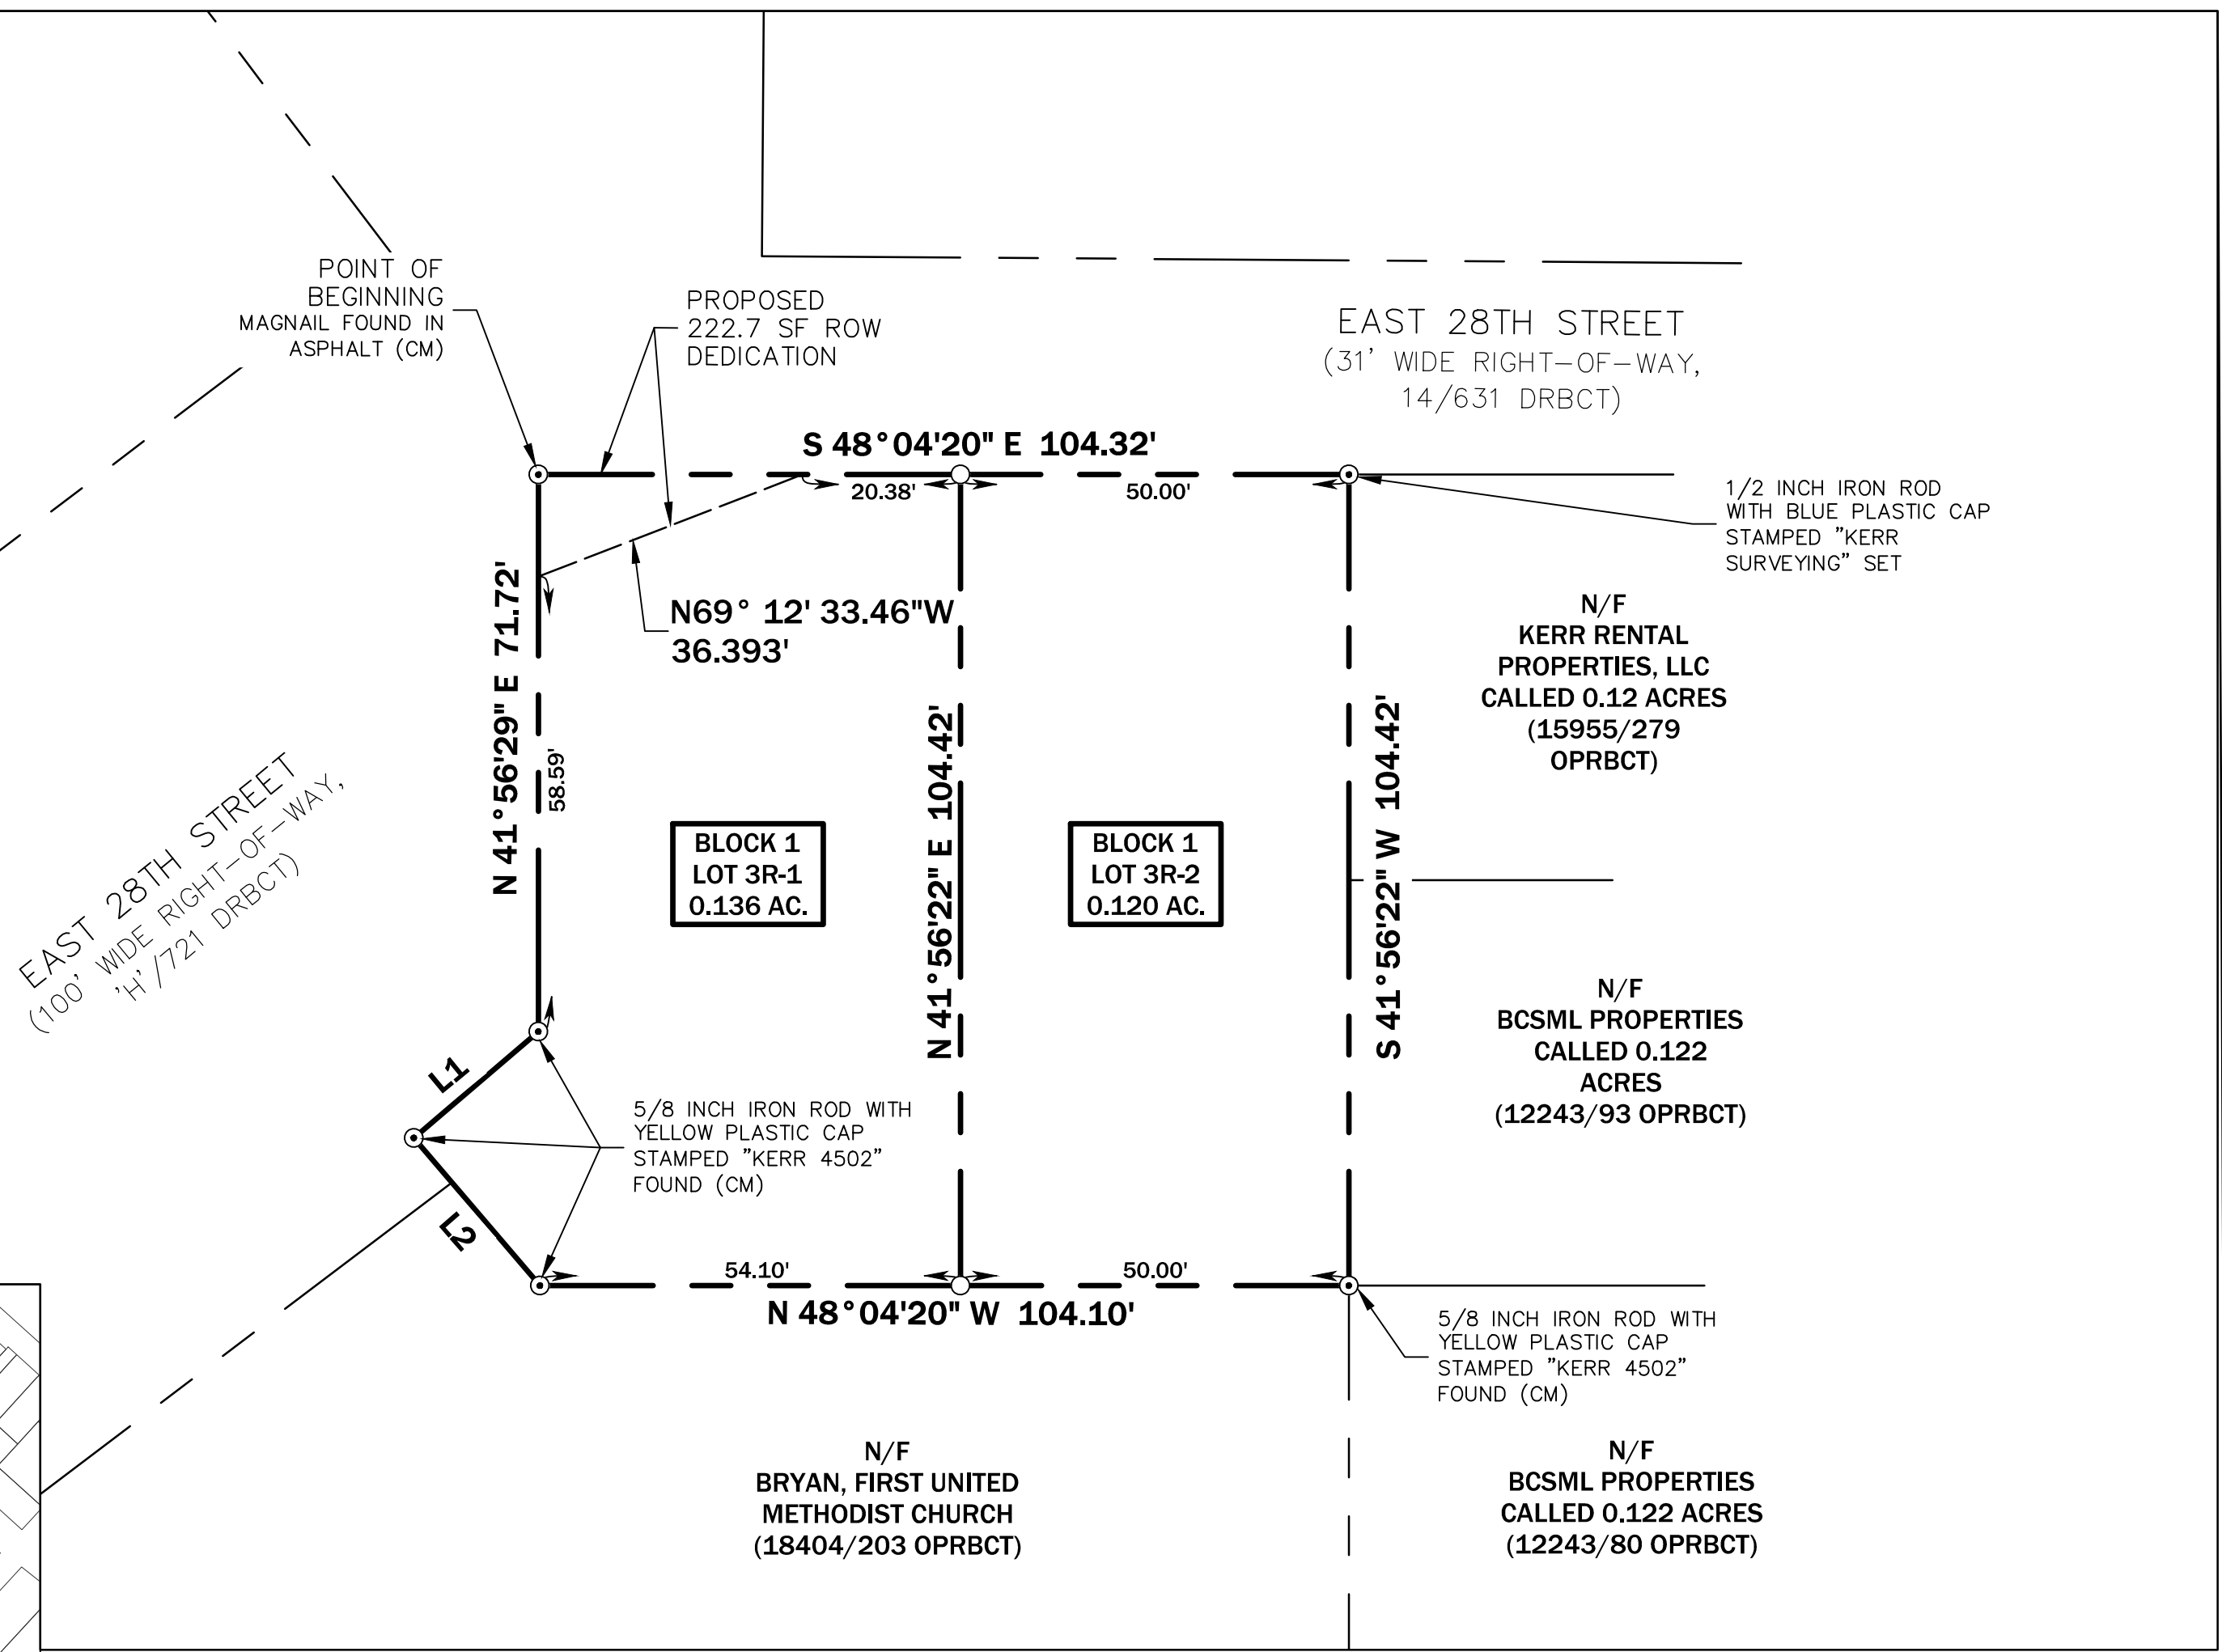 POINT OF
BEGINNING
MAGNAIL FOUND IN
ASPHALT (CM)
PROPOSED
222.7 SF ROW
DEDICATION
EAST 28TH STREET
(31' WIDE RIGHT-OF-WAY,
14/631 DRBCT)
S 48°04'20" E 104.32'
20.38'
50.00'
1/2 INCH IRON ROD
WITH BLUE PLASTIC CAP
STAMPED "KERR
SURVEYING" SET
N 41°56'29" E 71.72'
58.59'
N69° 12' 33.46"W
36.393'
N/F
KERR RENTAL
PROPERTIES, LLC
CALLED 0.12 ACRES
(15955/279
OPRBCT)
N 41°56'22" E 104.42'
S 41°56'22" W 104.42'
EAST 28TH STREET
(100' WIDE RIGHT-OF-WAY,
'H'/721 DRBCT)
BLOCK 1
LOT 3R-1
0.136 AC.
BLOCK 1
LOT 3R-2
0.120 AC.
N/F
BCSML PROPERTIES
CALLED 0.122
ACRES
(12243/93 OPRBCT)
L1
L2
5/8 INCH IRON ROD WITH
YELLOW PLASTIC CAP
STAMPED "KERR 4502"
FOUND (CM)
54.10'
50.00'
N 48°04'20" W 104.10'
5/8 INCH IRON ROD WITH
YELLOW PLASTIC CAP
STAMPED "KERR 4502"
FOUND (CM)
N/F
BRYAN, FIRST UNITED
METHODIST CHURCH
(18404/203 OPRBCT)
N/F
BCSML PROPERTIES
CALLED 0.122 ACRES
(12243/80 OPRBCT)